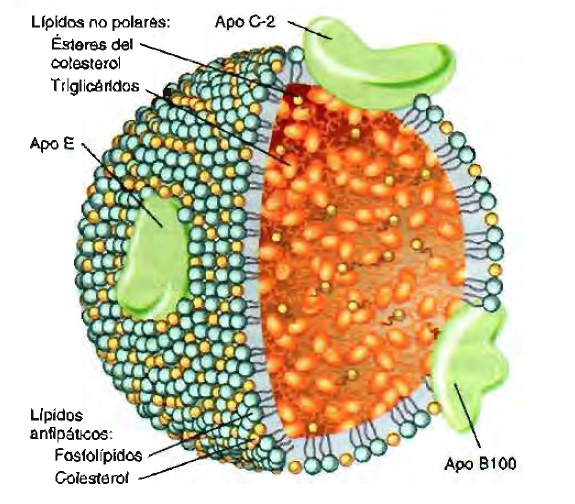 Lípidos no polares:
Ésteres del
colesterol
Triglicéridos
Apo C-2
Apo E
Lípidos
anfipáticos:
Fosfolípidos
Colesterol
Apo B100